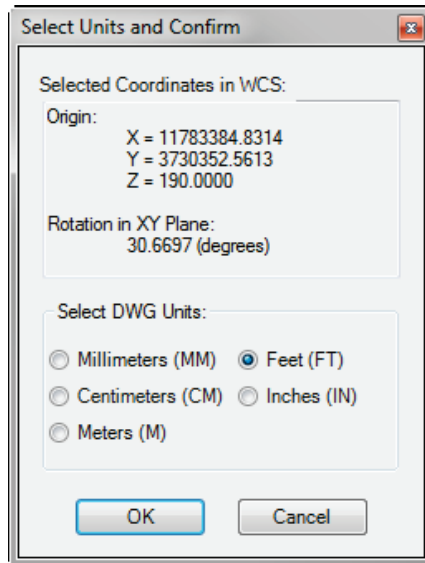 Select Units and Confirm
Selected Coordinates in WCS:
Origin:
X = 11783384.8314
Y = 3730352.5613
Z = 190.0000
Rotation in XY Plane:
30.6697 (degrees)
Select DWG Units:
Millimeters (MM) Feet (FT)
Centimeters (CM) Inches (IN)
Meters (M)
OK Cancel